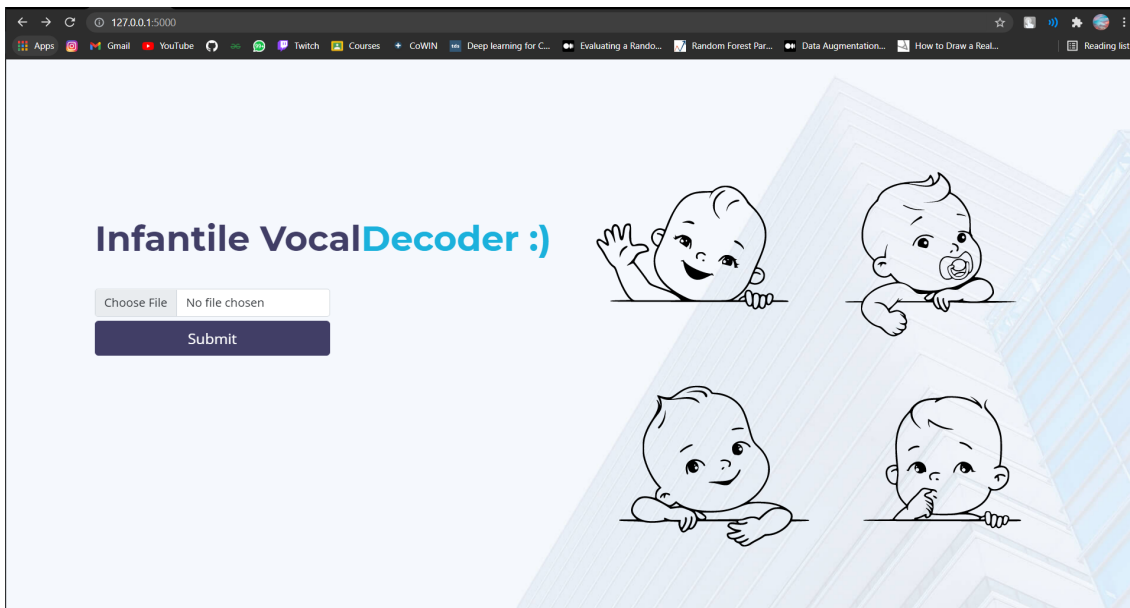 127.0.0.1:5000
Apps Gmail YouTube Twitch Courses CoWIN Deep learning for C... Evaluating a Rando... Random Forest Par... Data Augmentation... How to Draw a Real... Reading list
Infantile VocalDecoder :)
Choose File No file chosen
Submit